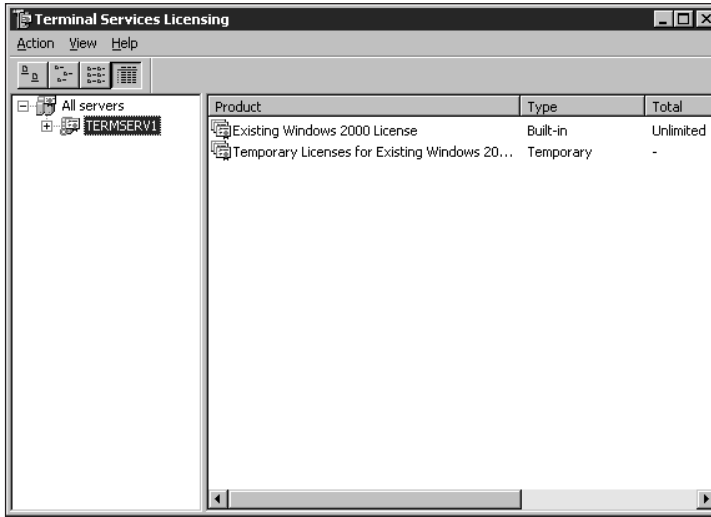 Terminal Services Licensing
Action View Help
All servers
TERMSERV1
Product Type Total
Existing Windows 2000 License Built-in Unlimited
Temporary Licenses for Existing Windows 20... Temporary -